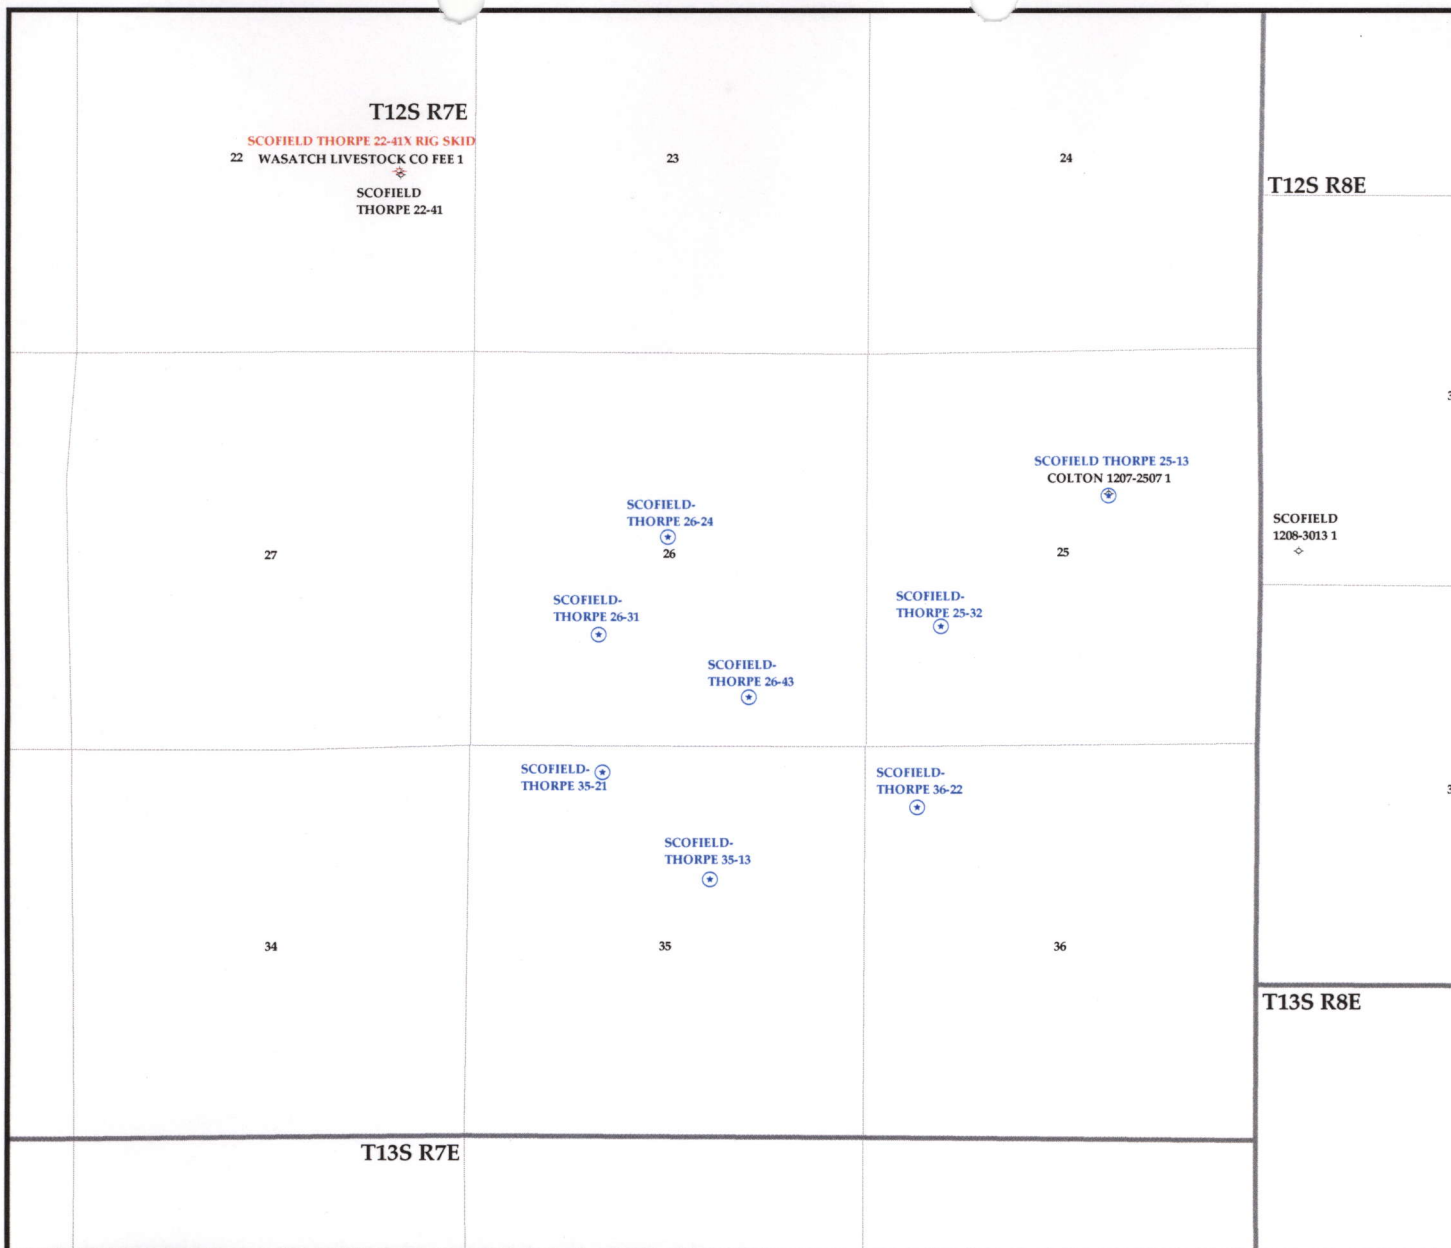 T12S R7E
SCOFIELD THORPE 22-41X RIG SKID
22 WASATCH LIVESTOCK CO FEE 1
SCOFIELD
THORPE 22-41
23
24
T12S R8E
SCOFIELD THORPE 25-13
COLTON 1207-2507 1
SCOFIELD-
THORPE 26-24
26
27
25
SCOFIELD
1208-3013 1
SCOFIELD-
THORPE 26-31
SCOFIELD-
THORPE 25-32
SCOFIELD-
THORPE 26-43
SCOFIELD-
THORPE 35-21
SCOFIELD-
THORPE 36-22
SCOFIELD-
THORPE 35-13
34
35
36
T13S R8E
T13S R7E